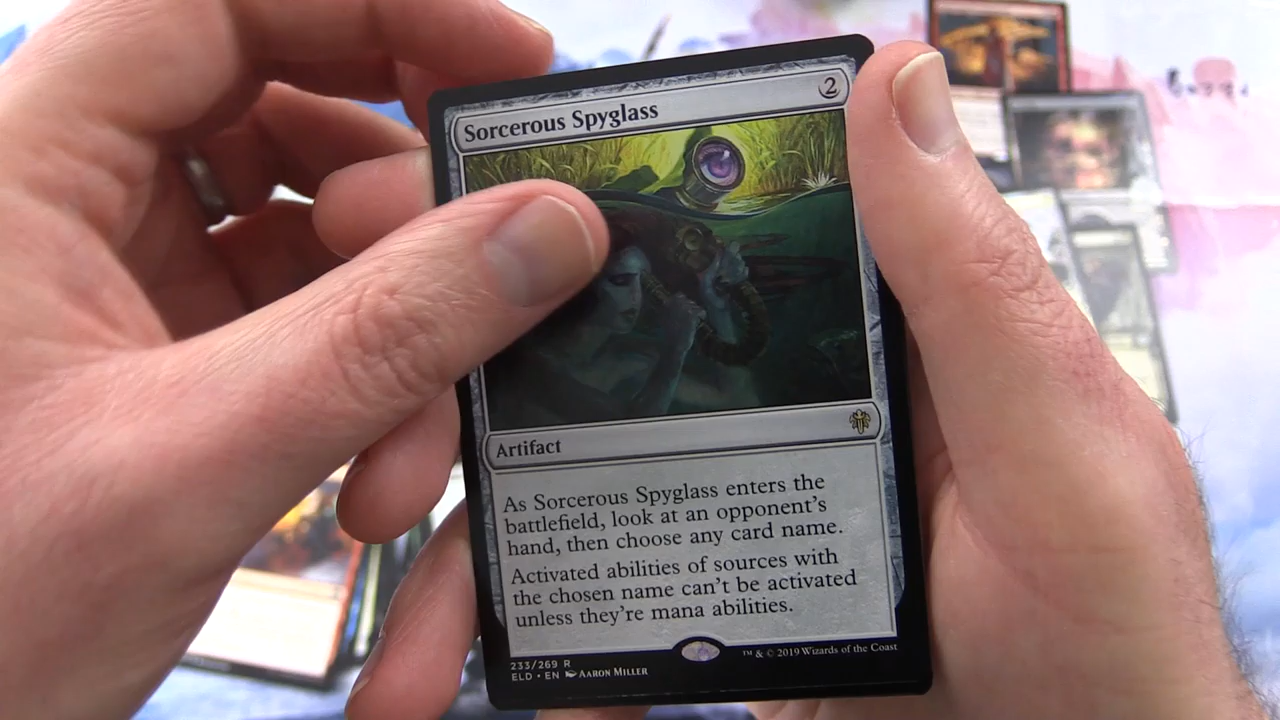 Sorcerous Spyglass 2
Artifact
As Sorcerous Spyglass enters the
battlefield, look at an opponent's
hand, then choose any card name.
Activated abilities of sources with
the chosen name can't be activated
unless they're mana abilities.
233/269 R
ELD • EN AARON MILLER
™ & © 2019 Wizards of the Coast